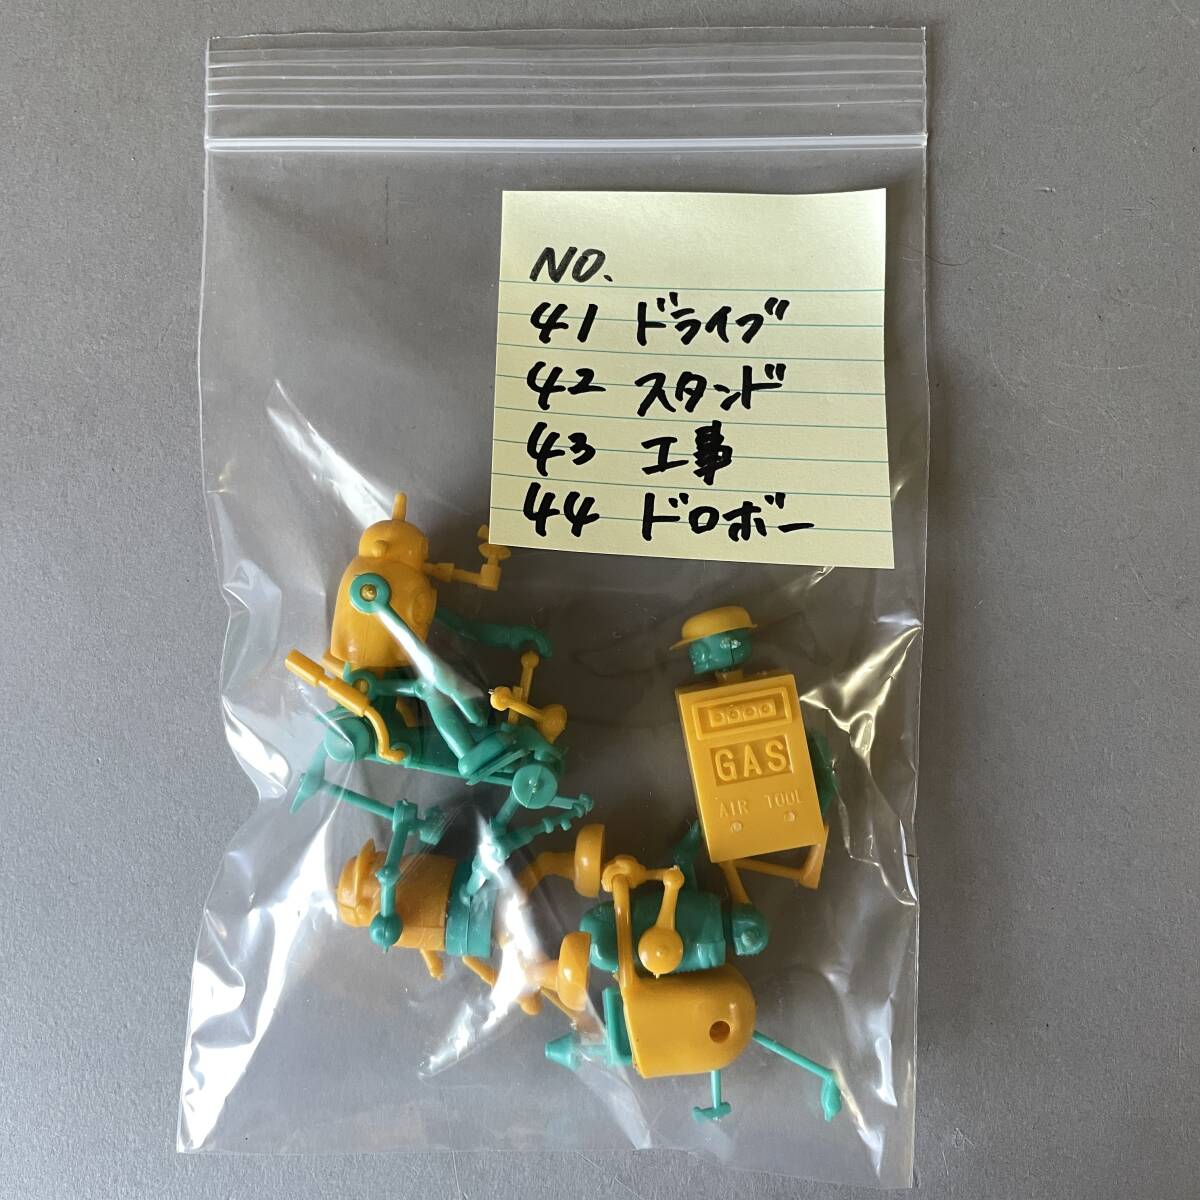 NO.
41 ドライブ
42 スタンド
43 工事
44 ドロボー
GAS
AIR TOOL